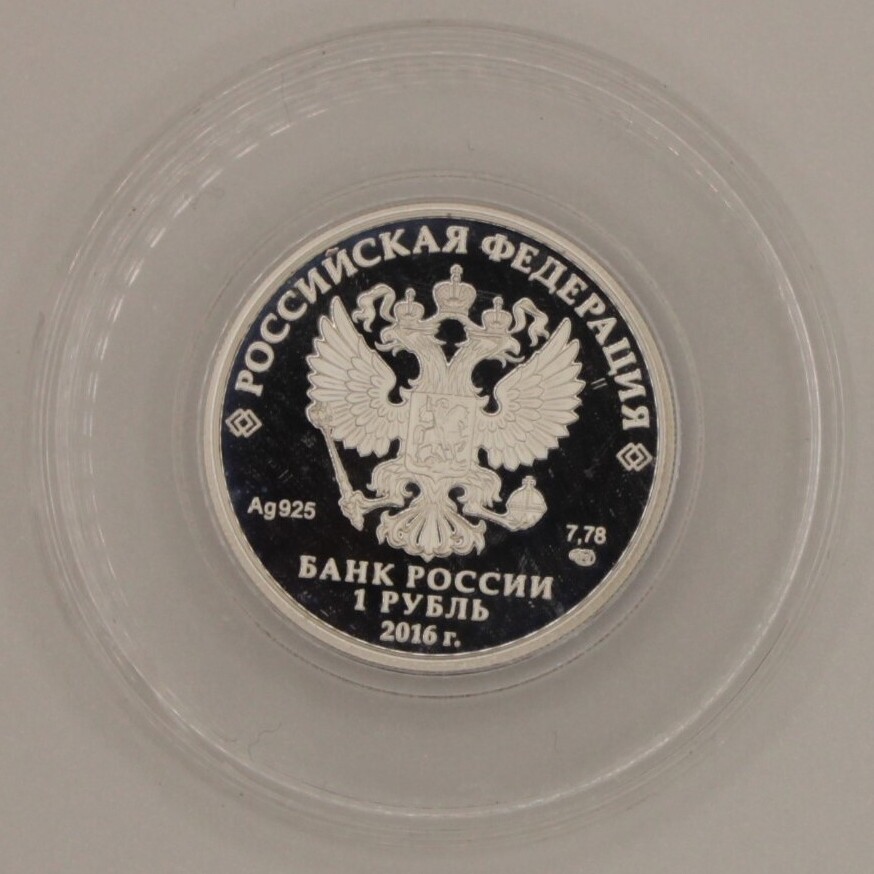 РОССИЙСКАЯ ФЕДЕРАЦИЯ
Ag925
7,78
БАНК РОССИИ
1 РУБЛЬ
2016 г.